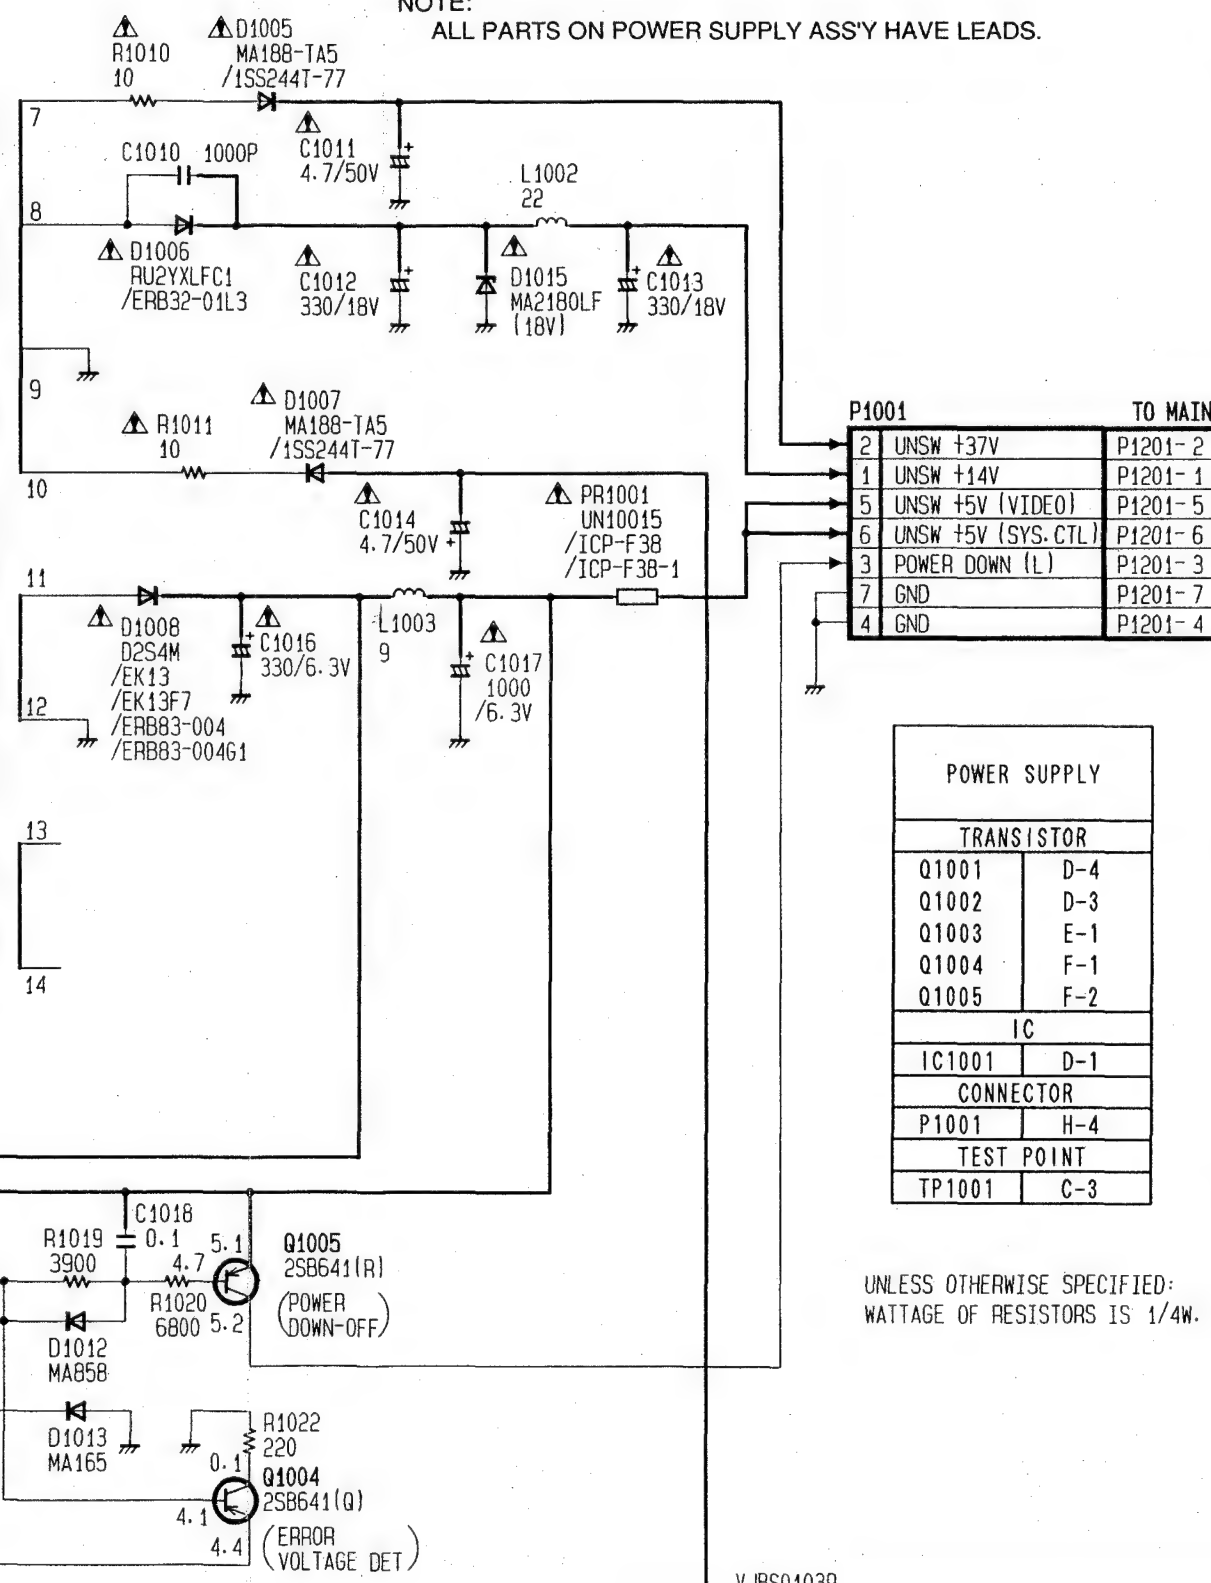 NOTE:
ALL PARTS ON POWER SUPPLY ASS'Y HAVE LEADS.
R1010
10
D1005
MA188-TA5
/1SS244T-77
7
C1010 1000P
C1011
4.7/50V
+
L1002
22
8
D1006
RU2YXLFC1
/ERB32-01L3
C1012
330/18V
+
D1015
MA2180LF
(18V)
+
C1013
330/18V
9
R1011
10
D1007
MA188-TA5
/1SS244T-77
10
C1014
4.7/50V
+
PR1001
UN10015
/ICP-F38
/ICP-F38-1
P1001 TO MAIN
2 UNSW +37V P1201-2
1 UNSW +14V P1201-1
5 UNSW +5V (VIDEO) P1201-5
6 UNSW +5V (SYS.CTL) P1201-6
3 POWER DOWN (L) P1201-3
7 GND P1201-7
4 GND P1201-4
11
D1008
D2S4M
/EK13
/EK13F7
/ERB83-004
/ERB83-004G1
+
C1016
330/6.3V
L1003
9
+
C1017
1000
/6.3V
12
13
14
POWER SUPPLY
TRANSISTOR
Q1001 D-4
Q1002 D-3
Q1003 E-1
Q1004 F-1
Q1005 F-2
IC
IC1001 D-1
CONNECTOR
P1001 H-4
TEST POINT
TP1001 C-3
C1018
0.1
R1019
3900
4.7
5.1
R1020
6800
5.2
Q1005
2SB641(R)
(POWER
DOWN-OFF)
D1012
MA858
D1013
MA165
R1022
220
0.1
Q1004
2SB641(Q)
4.1
4.4
(ERROR
VOLTAGE DET)
UNLESS OTHERWISE SPECIFIED:
WATTAGE OF RESISTORS IS 1/4W.